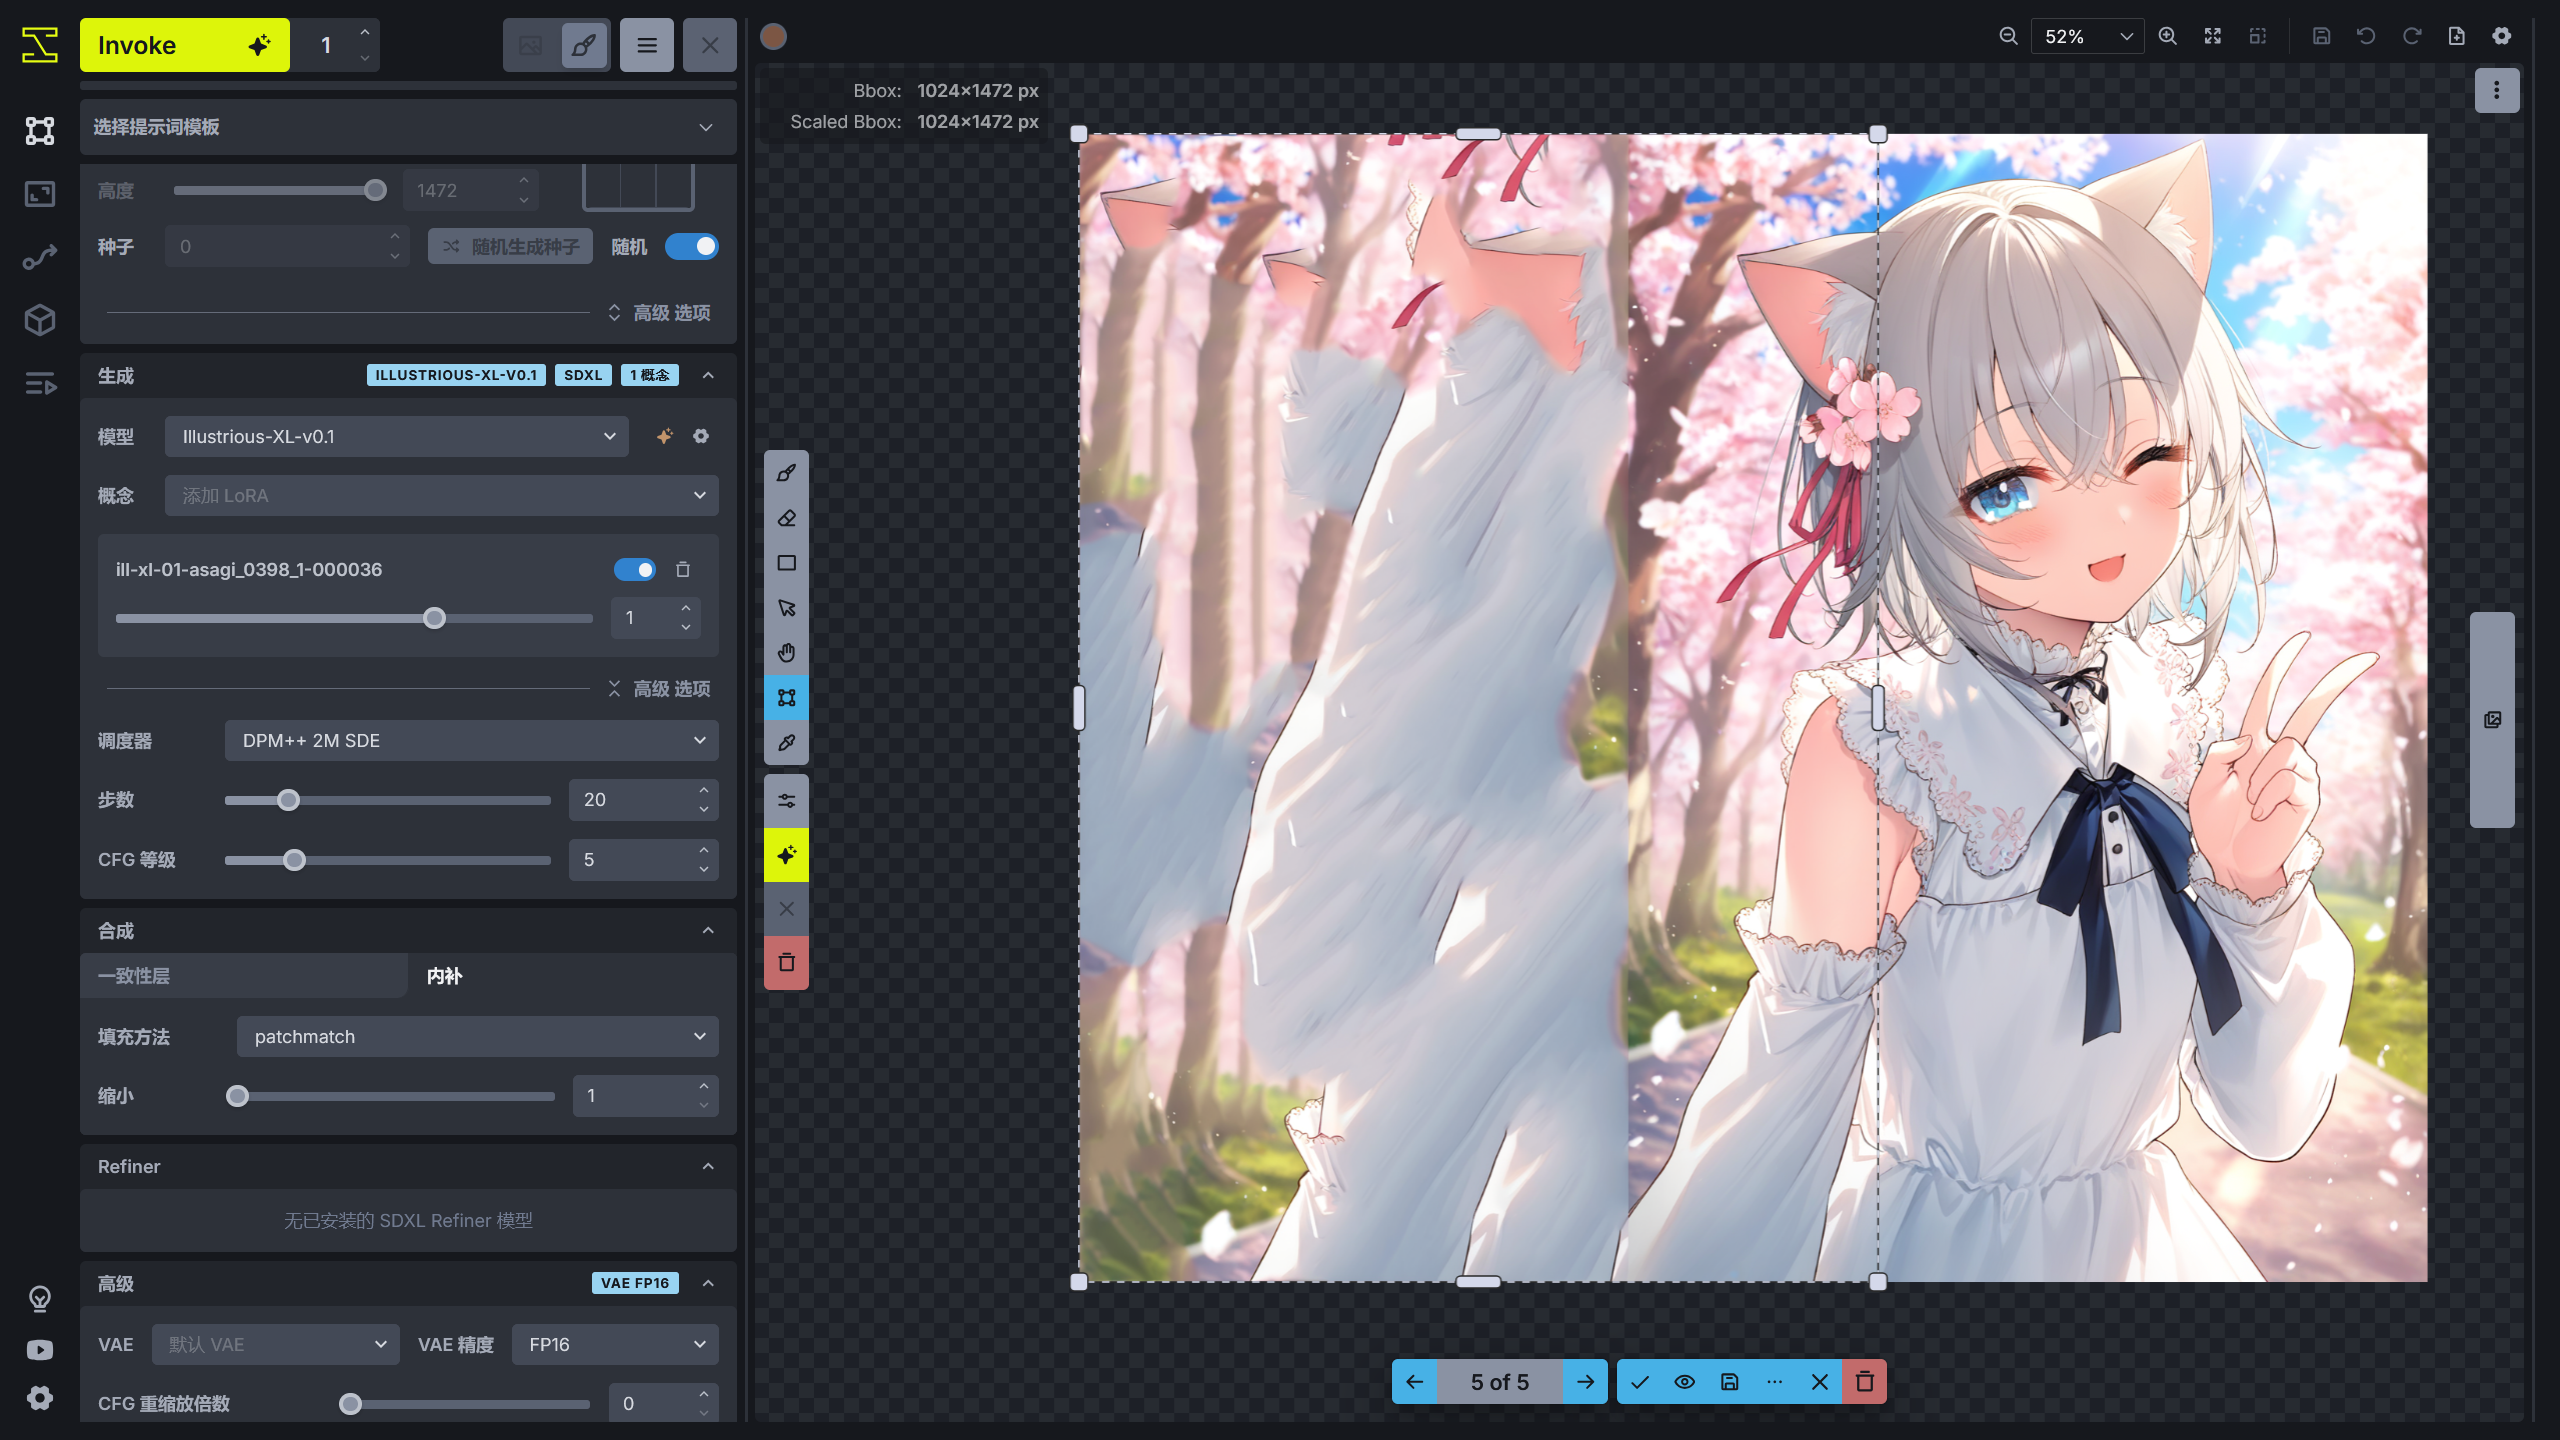 Invoke
1
52%
Bbox: 1024×1472 px
Scaled Bbox: 1024×1472 px
选择提示词模板
高度
1472
种子
0
随机生成种子
随机
高级 选项
生成
ILLUSTRIOUS-XL-V0.1
SDXL
1 概念
模型
Illustrious-XL-v0.1
概念
添加 LoRA
ill-xl-01-asagi_0398_1-000036
1
高级 选项
调度器
DPM++ 2M SDE
步数
20
CFG 等级
5
合成
一致性层
内补
填充方法
patchmatch
缩小
1
Refiner
无已安装的 SDXL Refiner 模型
高级
VAE FP16
VAE
默认 VAE
VAE 精度
FP16
CFG 重缩放倍数
0
5 of 5